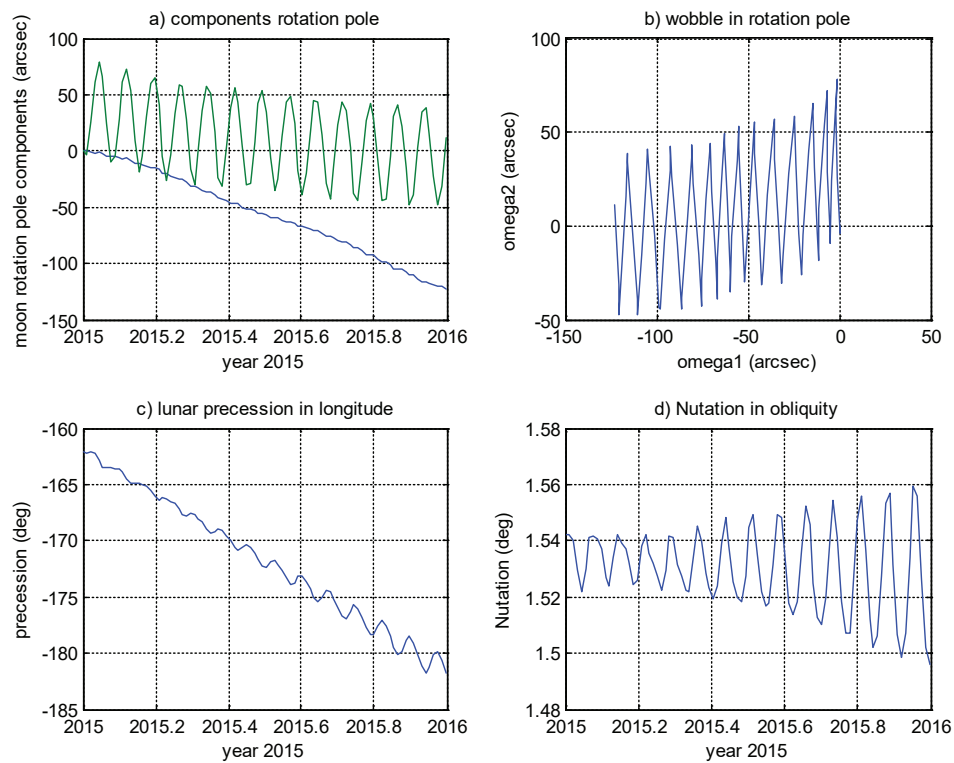 a) components rotation pole
moon rotation pole components (arcsec)
100
50
0
-50
-100
-150
2015 2015.2 2015.4 2015.6 2015.8 2016
year 2015
b) wobble in rotation pole
omega2 (arcsec)
100
50
0
-50
-150 -100 -50 0 50
omega1 (arcsec)
c) lunar precession in longitude
precession (deg)
-160
-165
-170
-175
-180
-185
2015 2015.2 2015.4 2015.6 2015.8 2016
year 2015
d) Nutation in obliquity
Nutation (deg)
1.58
1.56
1.54
1.52
1.5
1.48
2015 2015.2 2015.4 2015.6 2015.8 2016
year 2015